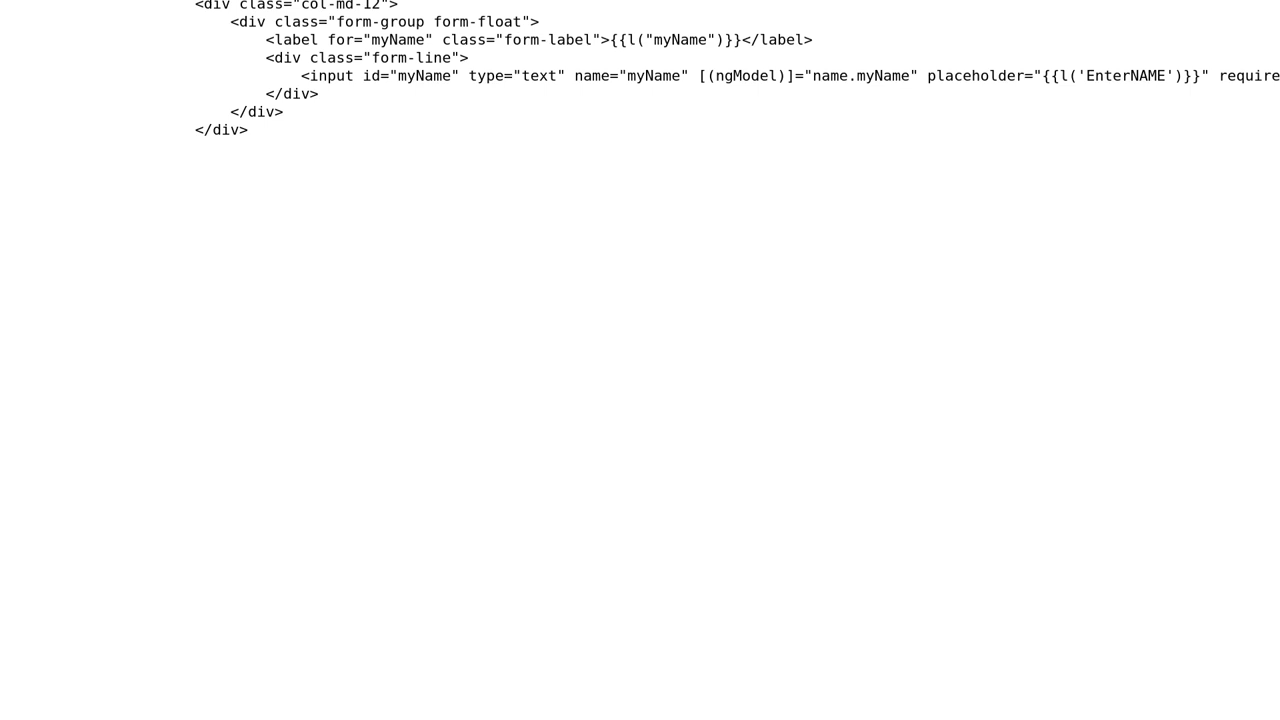 <div class="col-md-12">
<div class="form-group form-float">
<label for="myName" class="form-label">{{l("myName")}}</label>
<div class="form-line">
<input id="myName" type="text" name="myName" [(ngModel)]="name.myName" placeholder="{{l('EnterNAME')}}" require
</div>
</div>
</div>